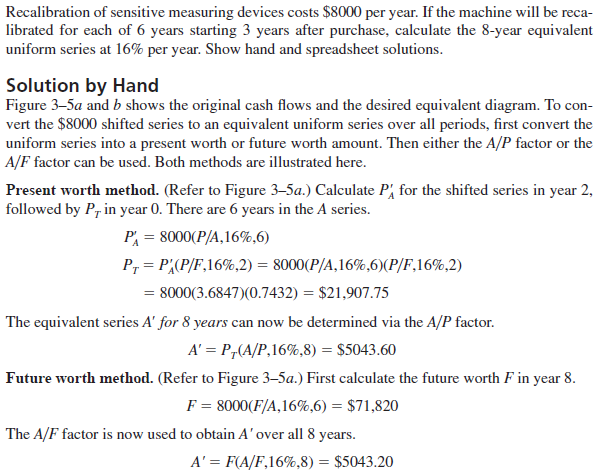 Recalibration of sensitive measuring devices costs $8000 per year. If the machine will be reca-
librated for each of 6 years starting 3 years after purchase, calculate the 8-year equivalent
uniform series at 16% per year. Show hand and spreadsheet solutions.
Solution by Hand
Figure 3–5a and b shows the original cash flows and the desired equivalent diagram. To con-
vert the $8000 shifted series to an equivalent uniform series over all periods, first convert the
uniform series into a present worth or future worth amount. Then either the A/P factor or the
A/F factor can be used. Both methods are illustrated here.
Present worth method. (Refer to Figure 3–5a.) Calculate P′A for the shifted series in year 2,
followed by PT in year 0. There are 6 years in the A series.
P′A = 8000(P/A,16%,6)
PT = P′A(P/F,16%,2) = 8000(P/A,16%,6)(P/F,16%,2)
= 8000(3.6847)(0.7432) = $21,907.75
The equivalent series A′ for 8 years can now be determined via the A/P factor.
A′ = PT(A/P,16%,8) = $5043.60
Future worth method. (Refer to Figure 3–5a.) First calculate the future worth F in year 8.
F = 8000(F/A,16%,6) = $71,820
The A/F factor is now used to obtain A′ over all 8 years.
A′ = F(A/F,16%,8) = $5043.20